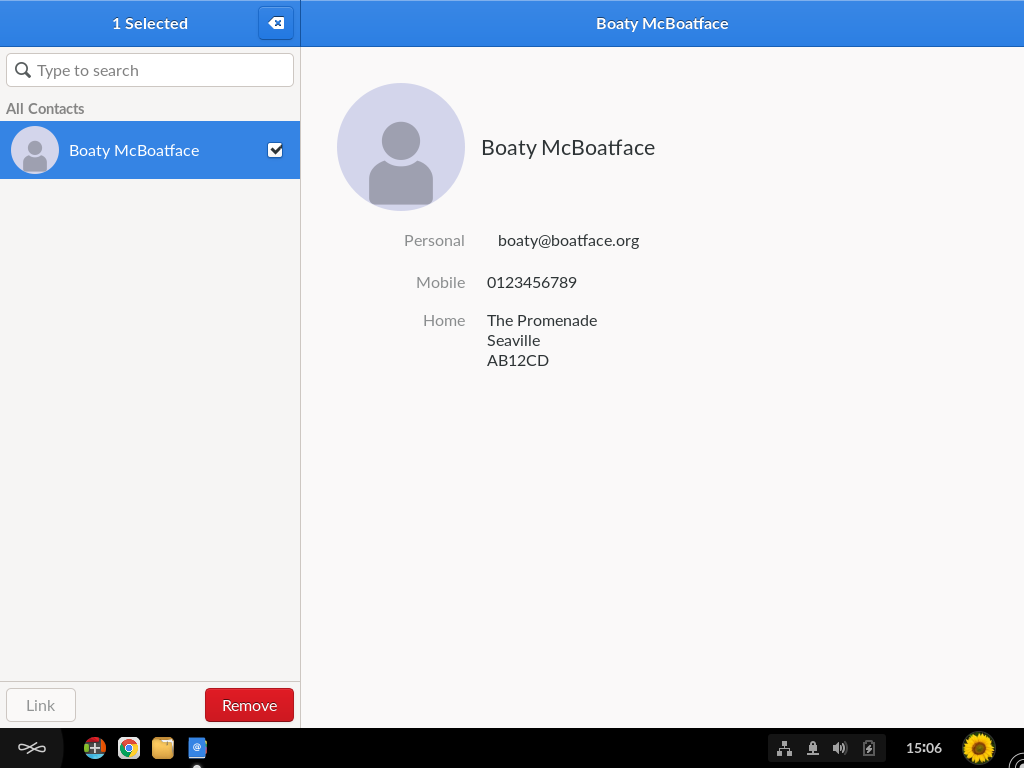 1 Selected
Boaty McBoatface
Type to search
All Contacts
Boaty McBoatface
Boaty McBoatface
Personal boaty@boatface.org
Mobile 0123456789
Home The Promenade
Seaville
AB12CD
Link Remove
15:06